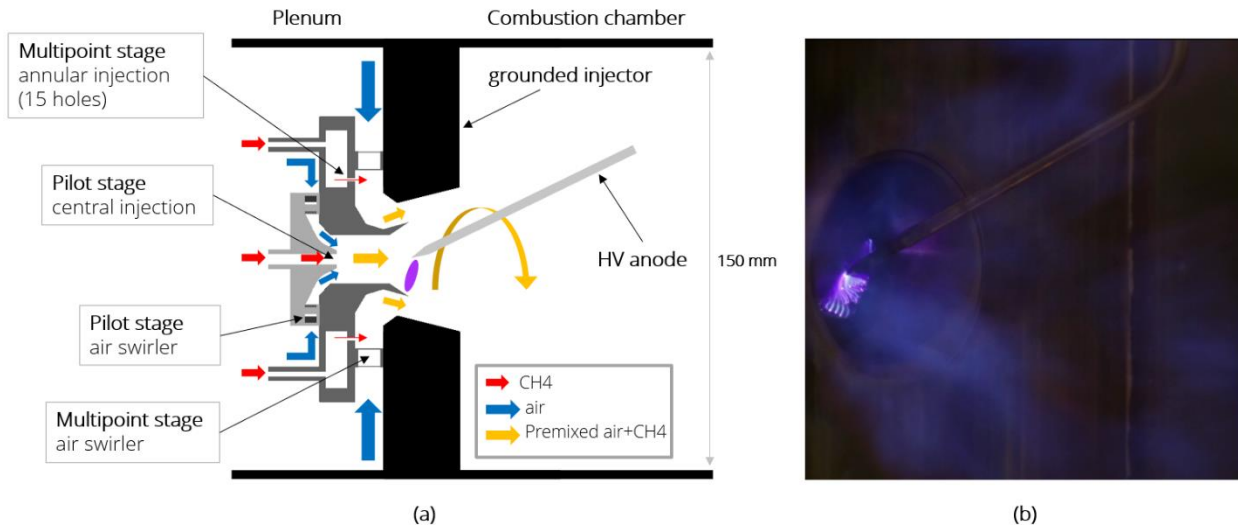 Plenum
Combustion chamber
Multipoint stage
annular injection
(15 holes)
grounded injector
Pilot stage
central injection
HV anode
150 mm
Pilot stage
air swirler
CH4
air
Premixed air+CH4
Multipoint stage
air swirler
(a)
(b)